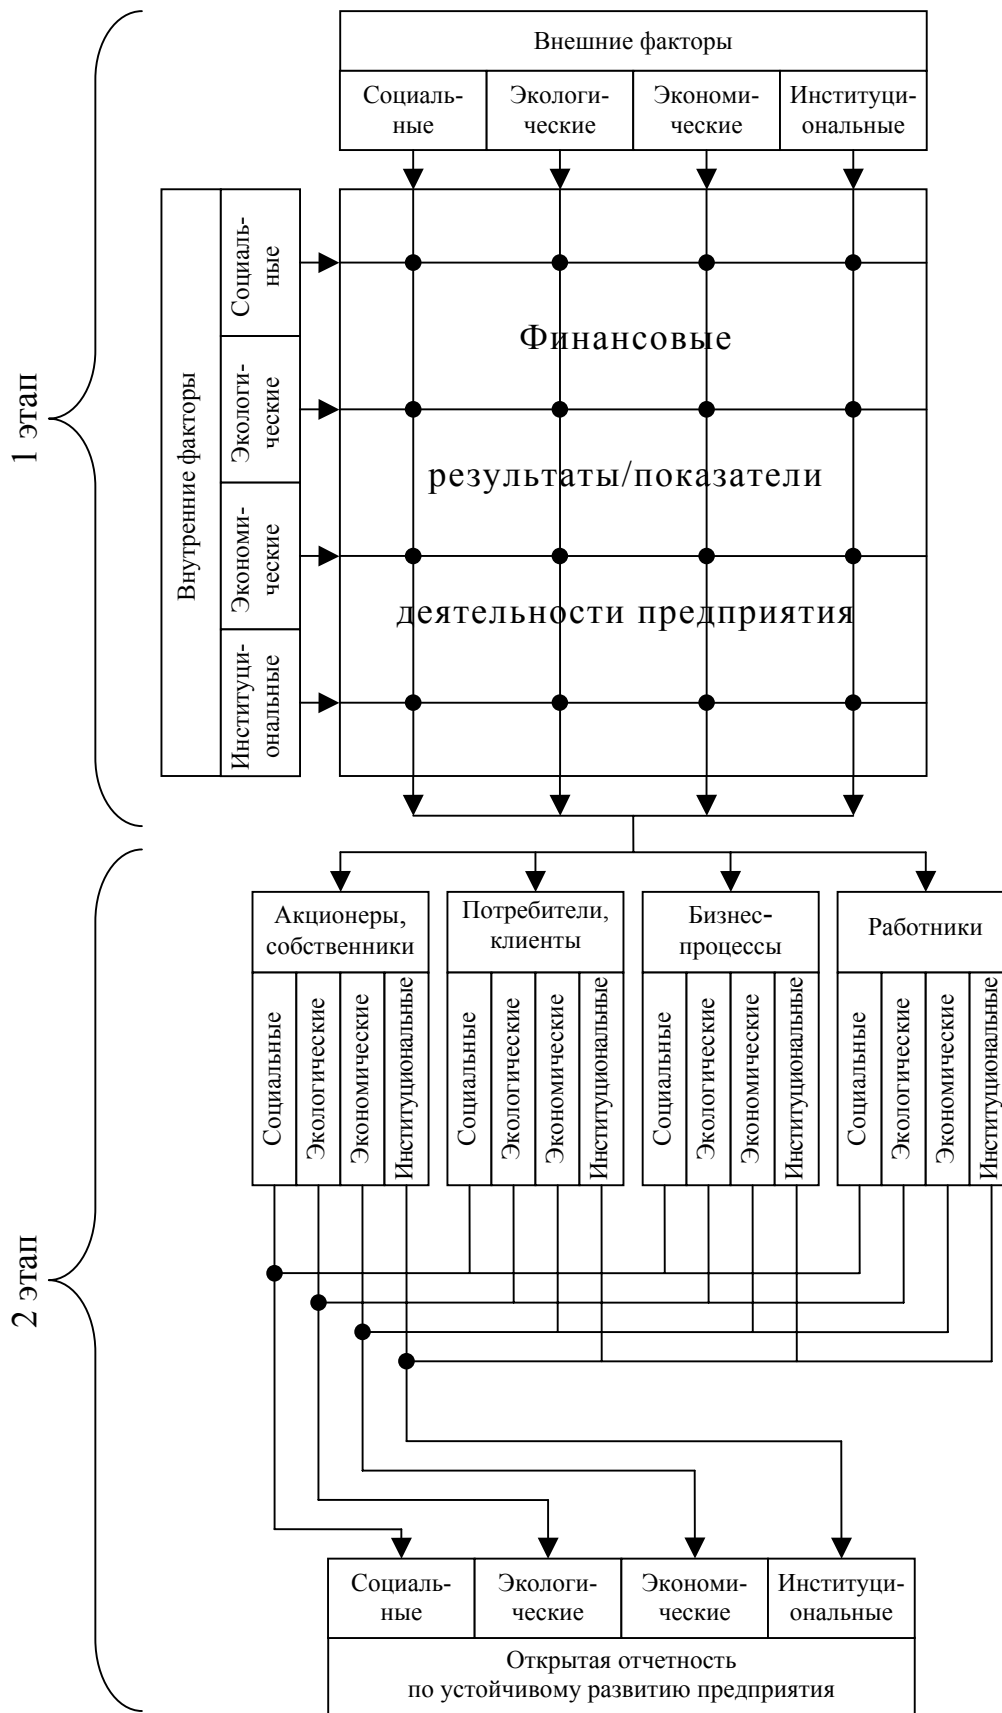 Внешние факторы
Социаль-
ные
Экологи-
ческие
Экономи-
ческие
Институци-
ональные
1 этап
Внутренние факторы
Социаль-
ные
Экологи-
ческие
Экономи-
ческие
Институци-
ональные
Финансовые
результаты/показатели
деятельности предприятия
2 этап
Акционеры,
собственники
Потребители,
клиенты
Бизнес-
процессы
Работники
Социальные
Экологические
Экономические
Институциональные
Социальные
Экологические
Экономические
Институциональные
Социальные
Экологические
Экономические
Институциональные
Социальные
Экологические
Экономические
Институциональные
Социаль-
ные
Экологи-
ческие
Экономи-
ческие
Институци-
ональные
Открытая отчетность
по устойчивому развитию предприятия